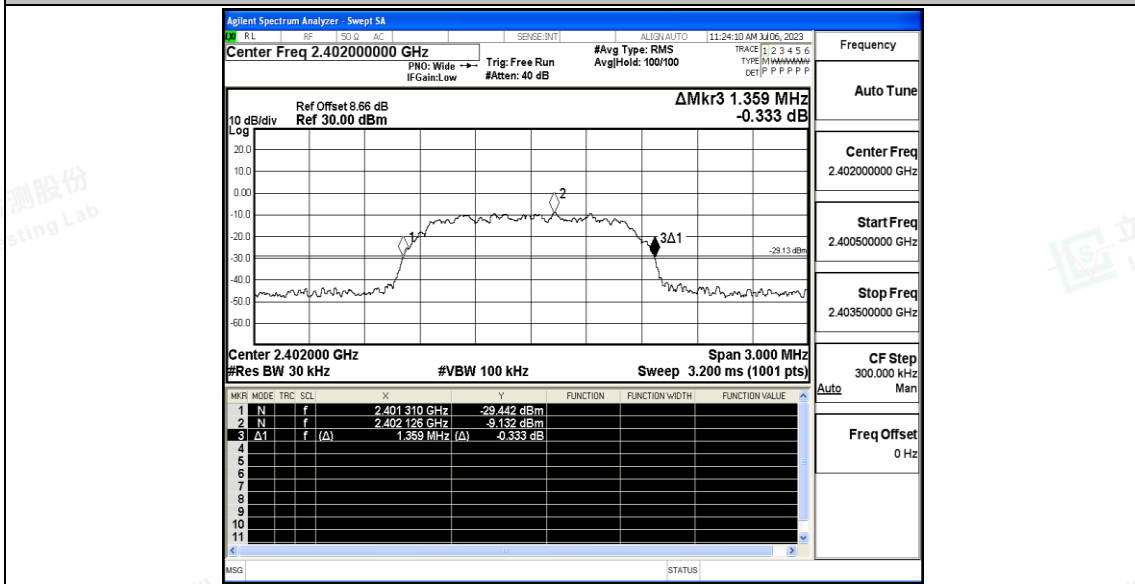 Agilent Spectrum Analyzer - Swept SA
RL RF 50 Ω AC SENSE:INT ALIGN AUTO 11:24:10 AM Jul 06, 2023
Center Freq 2.402000000 GHz
PNO: Wide
IFGain:Low
Trig: Free Run
#Atten: 40 dB
#Avg Type: RMS
Avg|Hold: 100/100
TRACE 1 2 3 4 5 6
TYPE M WWWWW
DET P P P P P P
Ref Offset 8.66 dB
10 dB/div Ref 30.00 dBm
Log
ΔMkr3 1.359 MHz
-0.333 dB
20.0
10.0
0.00
-10.0
-20.0
-30.0
-40.0
-50.0
-60.0
1
2
3Δ1
-29.13 dBm
Center 2.402000 GHz Span 3.000 MHz
#Res BW 30 kHz #VBW 100 kHz Sweep 3.200 ms (1001 pts)
MKR MODE TRC SCL X Y FUNCTION FUNCTION WIDTH FUNCTION VALUE
1 N f 2.401 310 GHz -29.442 dBm
2 N f 2.402 126 GHz -9.132 dBm
3 Δ1 f (Δ) 1.359 MHz (Δ) -0.333 dB
4
5
6
7
8
9
10
11
MSG STATUS
Frequency
Auto Tune
Center Freq
2.402000000 GHz
Start Freq
2.400500000 GHz
Stop Freq
2.403500000 GHz
CF Step
300.000 kHz
Auto Man
Freq Offset
0 Hz
测股份
sting Lab
立